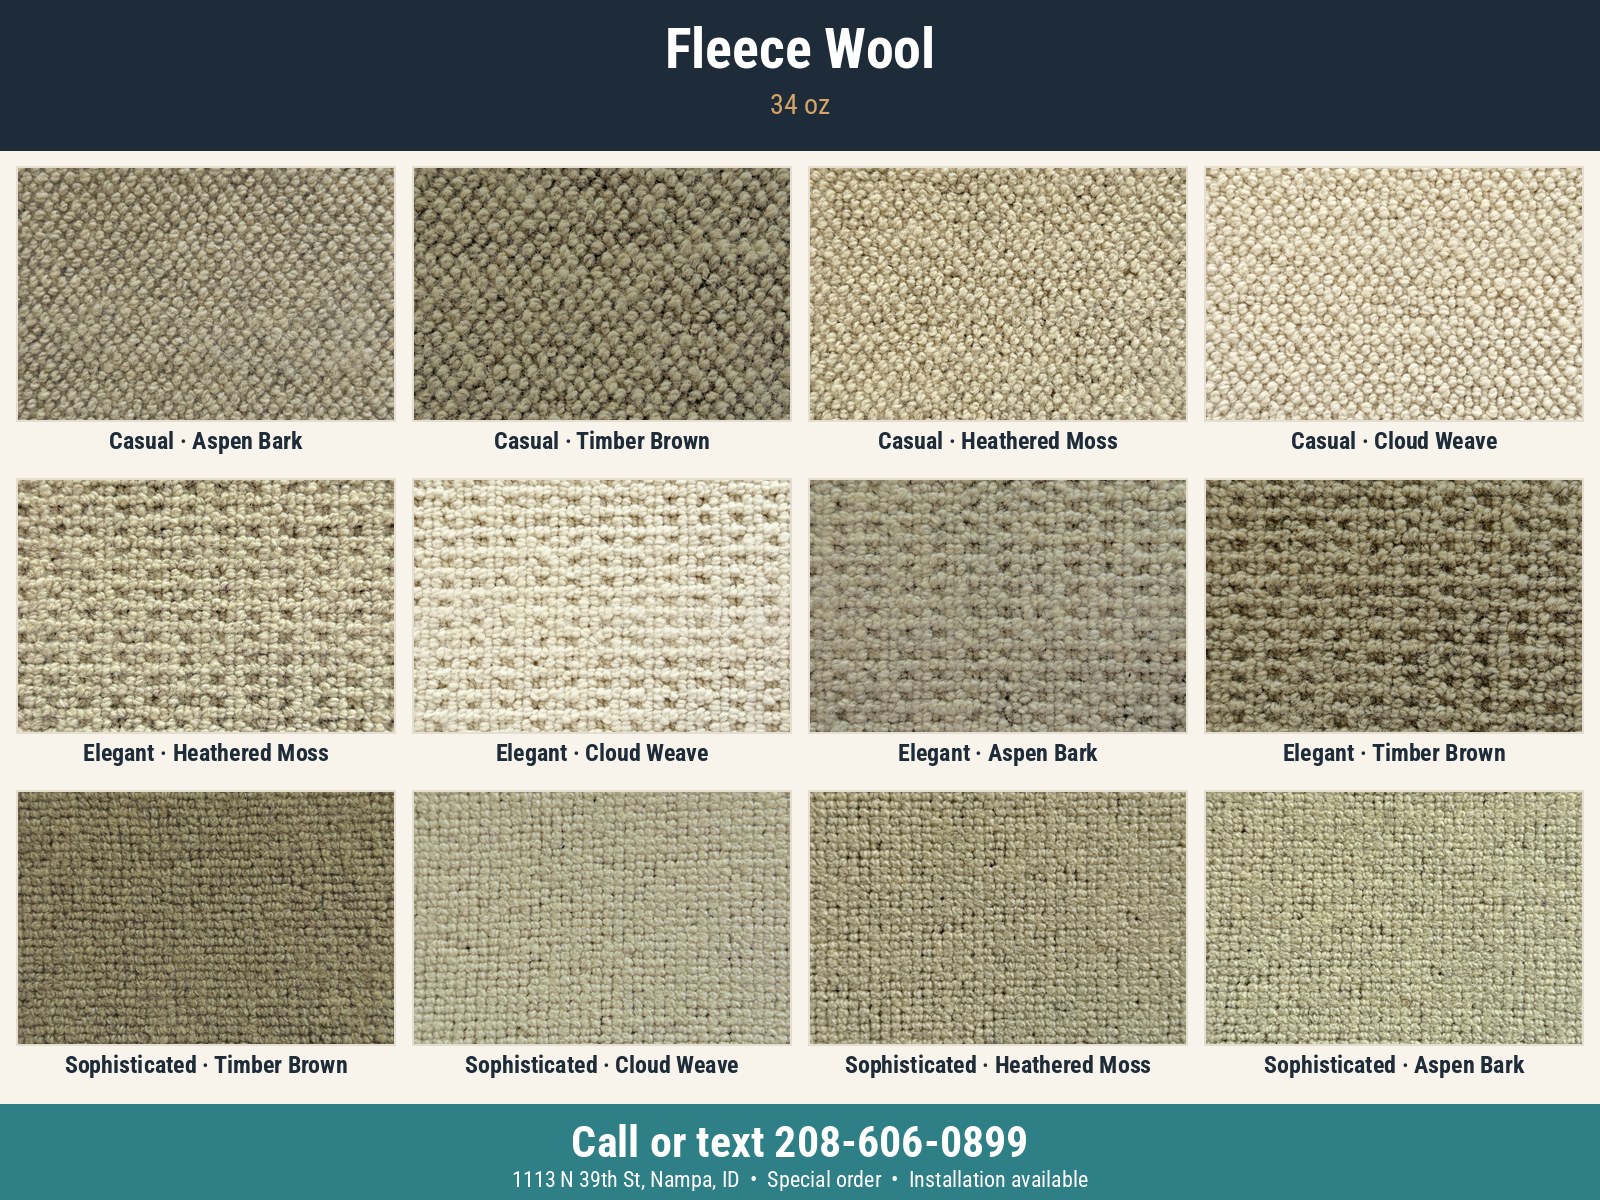 Fleece Wool
34 oz
Casual · Aspen Bark
Casual · Timber Brown
Casual · Heathered Moss
Casual · Cloud Weave
Elegant · Heathered Moss
Elegant · Cloud Weave
Elegant · Aspen Bark
Elegant · Timber Brown
Sophisticated · Timber Brown
Sophisticated · Cloud Weave
Sophisticated · Heathered Moss
Sophisticated · Aspen Bark
Call or text 208-606-0899
1113 N 39th St, Nampa, ID • Special order • Installation available